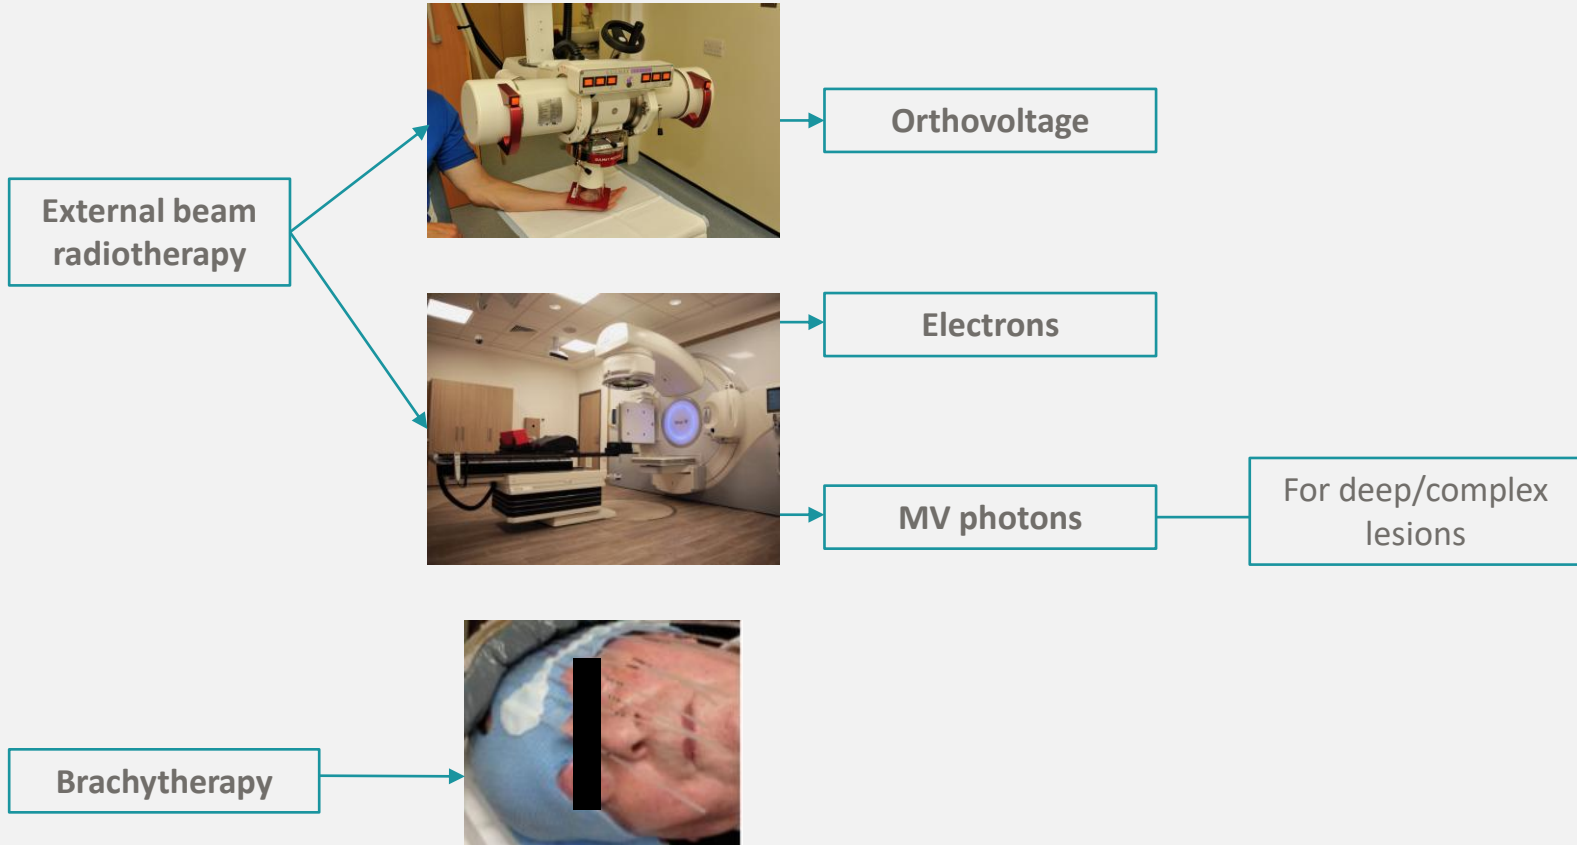 Orthovoltage
External beam
radiotherapy
Electrons
MV photons
For deep/complex
lesions
Brachytherapy